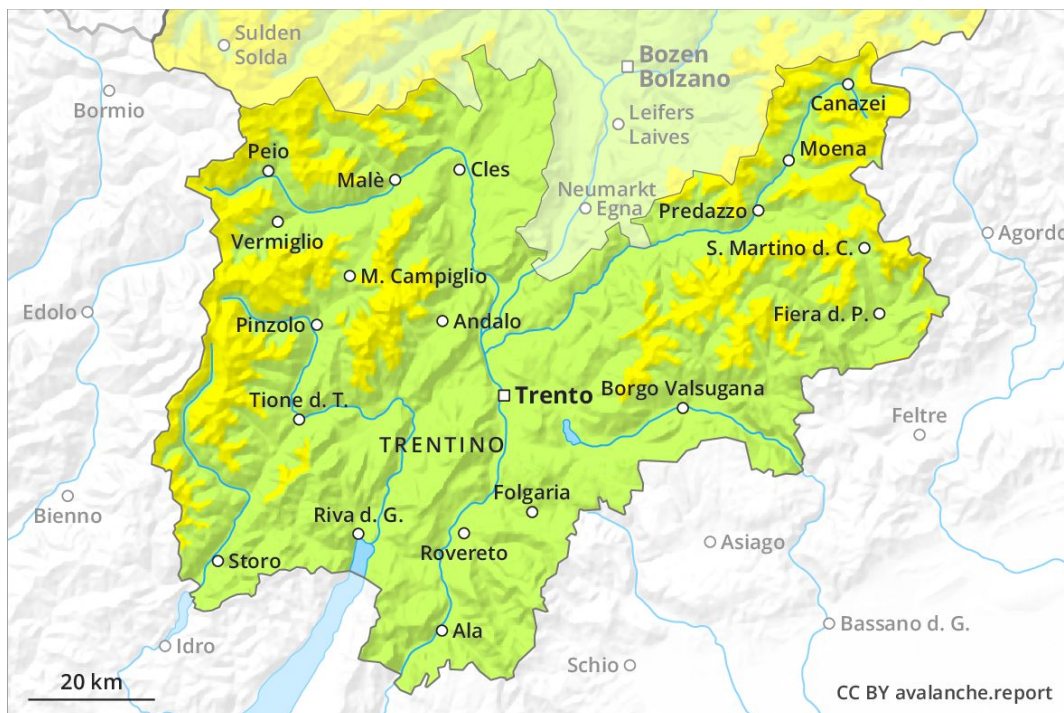 Sulden
Solda
Bozen
Bolzano
Bormio
Canazei
Leifers
Laives
Peio
Malè
Cles
Moena
Neumarkt
Egna
Predazzo
Vermiglio
S. Martino d. C.
Agordo
M. Campiglio
Edolo
Pinzolo
Andalo
Fiera d. P.
Trento
Borgo Valsugana
Tione d. T.
Feltre
TRENTINO
Folgaria
Bienno
Riva d. G.
Rovereto
Asiago
Storo
Ala
Bassano d. G.
Idro
Schio
20 km
CC BY avalanche.report